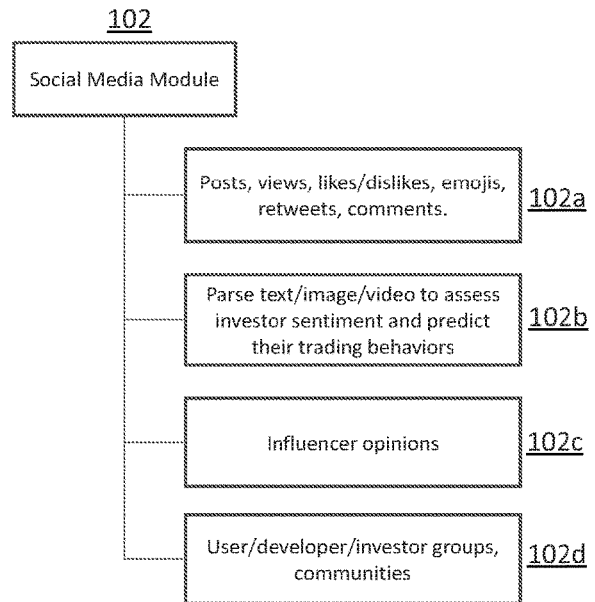 102
Social Media Module
Posts, views, likes/dislikes, emojis,
retweets, comments.
102a
Parse text/image/video to assess
investor sentiment and predict
their trading behaviors
102b
Influencer opinions
102c
User/developer/investor groups,
communities
102d